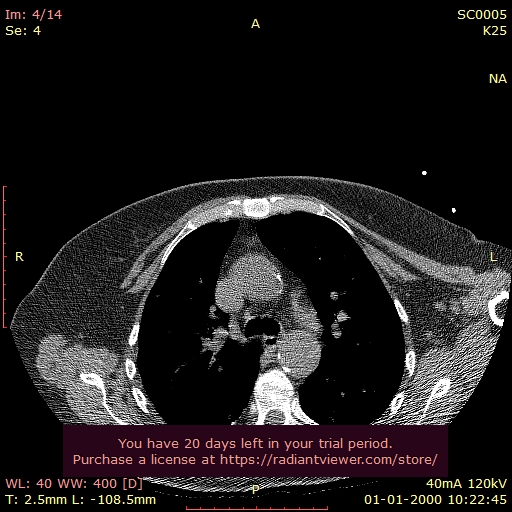 Im: 4/14
Se: 4
A
SC0005
K25
NA
R
L
You have 20 days left in your trial period.
Purchase a license at https://radiantviewer.com/store/
WL: 40 WW: 400 [D]
T: 2.5mm L: -108.5mm
P
40mA 120kV
01-01-2000 10:22:45